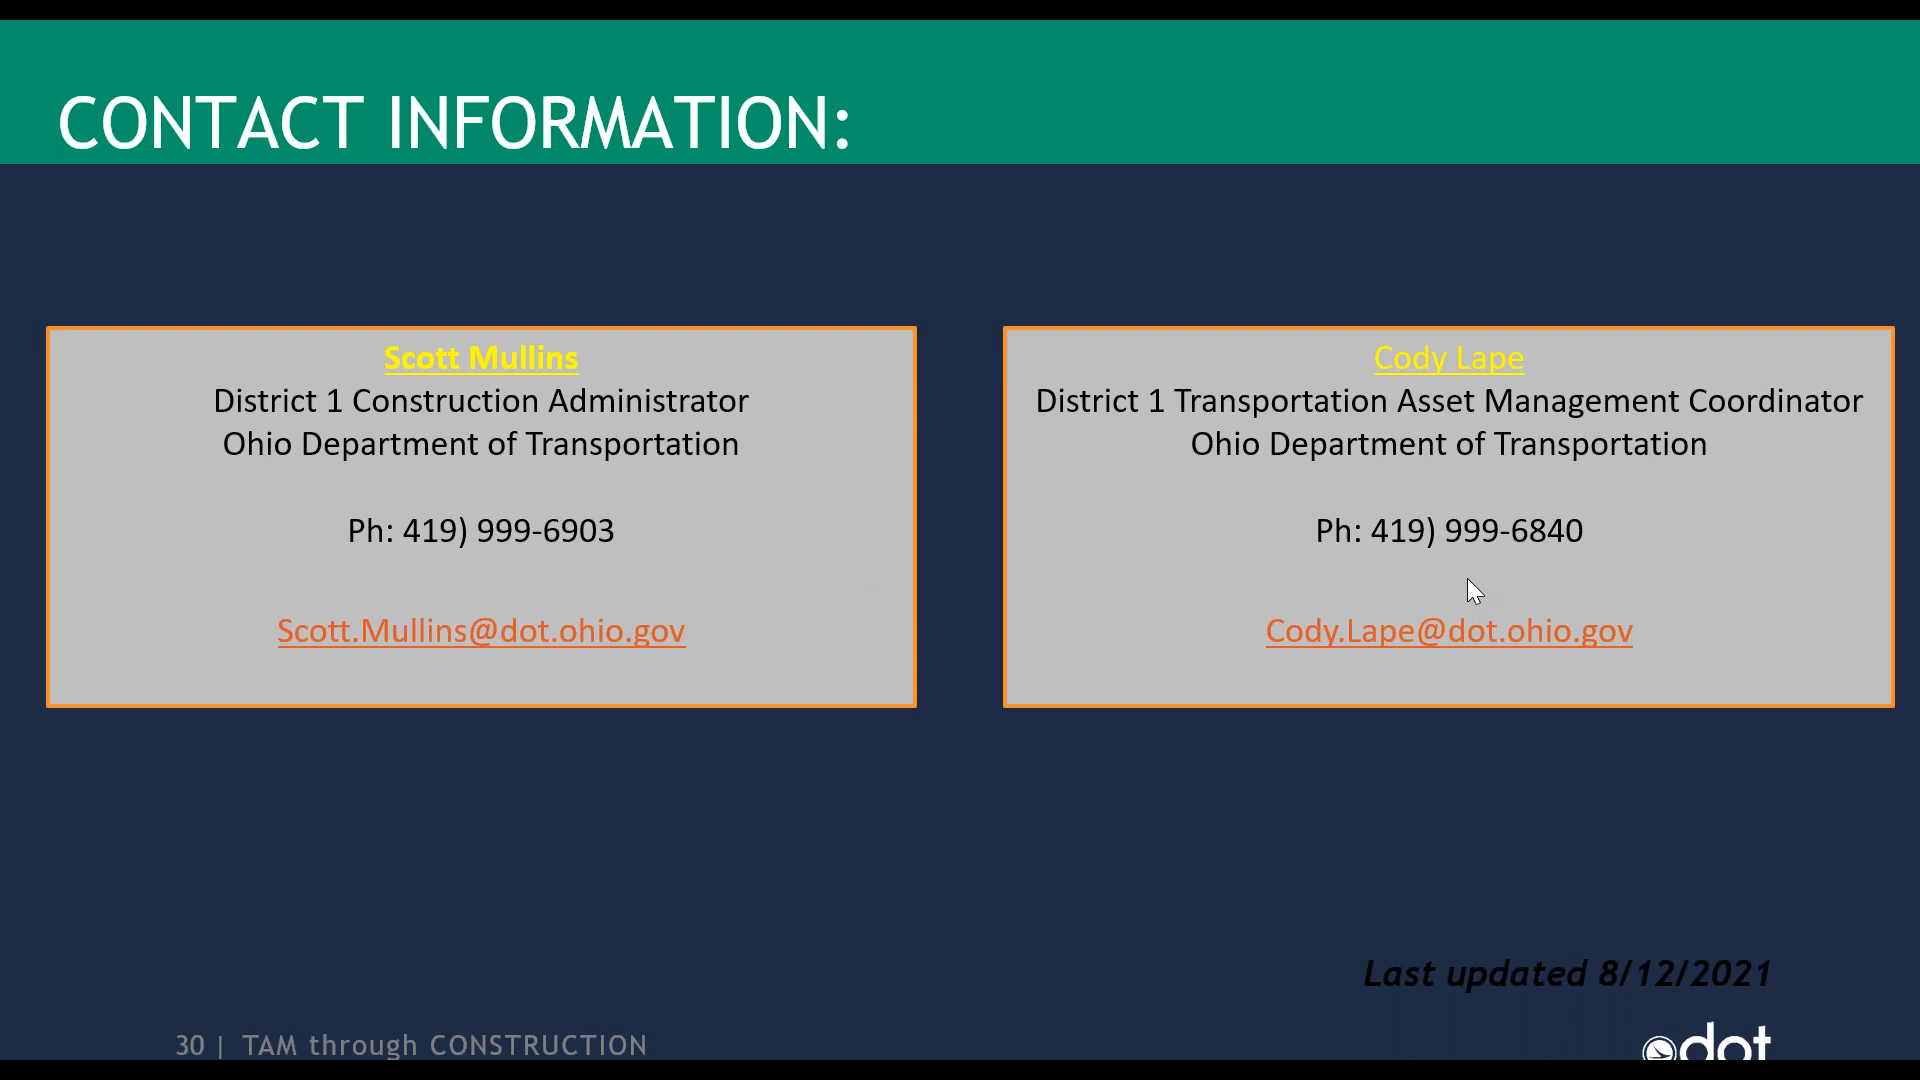 CONTACT INFORMATION:
Scott Mullins
District 1 Construction Administrator
Ohio Department of Transportation
Ph: 419) 999-6903
Scott.Mullins@dot.ohio.gov
Cody Lape
District 1 Transportation Asset Management Coordinator
Ohio Department of Transportation
Ph: 419) 999-6840
Cody.Lape@dot.ohio.gov
Last updated 8/12/2021
30 | TAM through CONSTRUCTION
dot